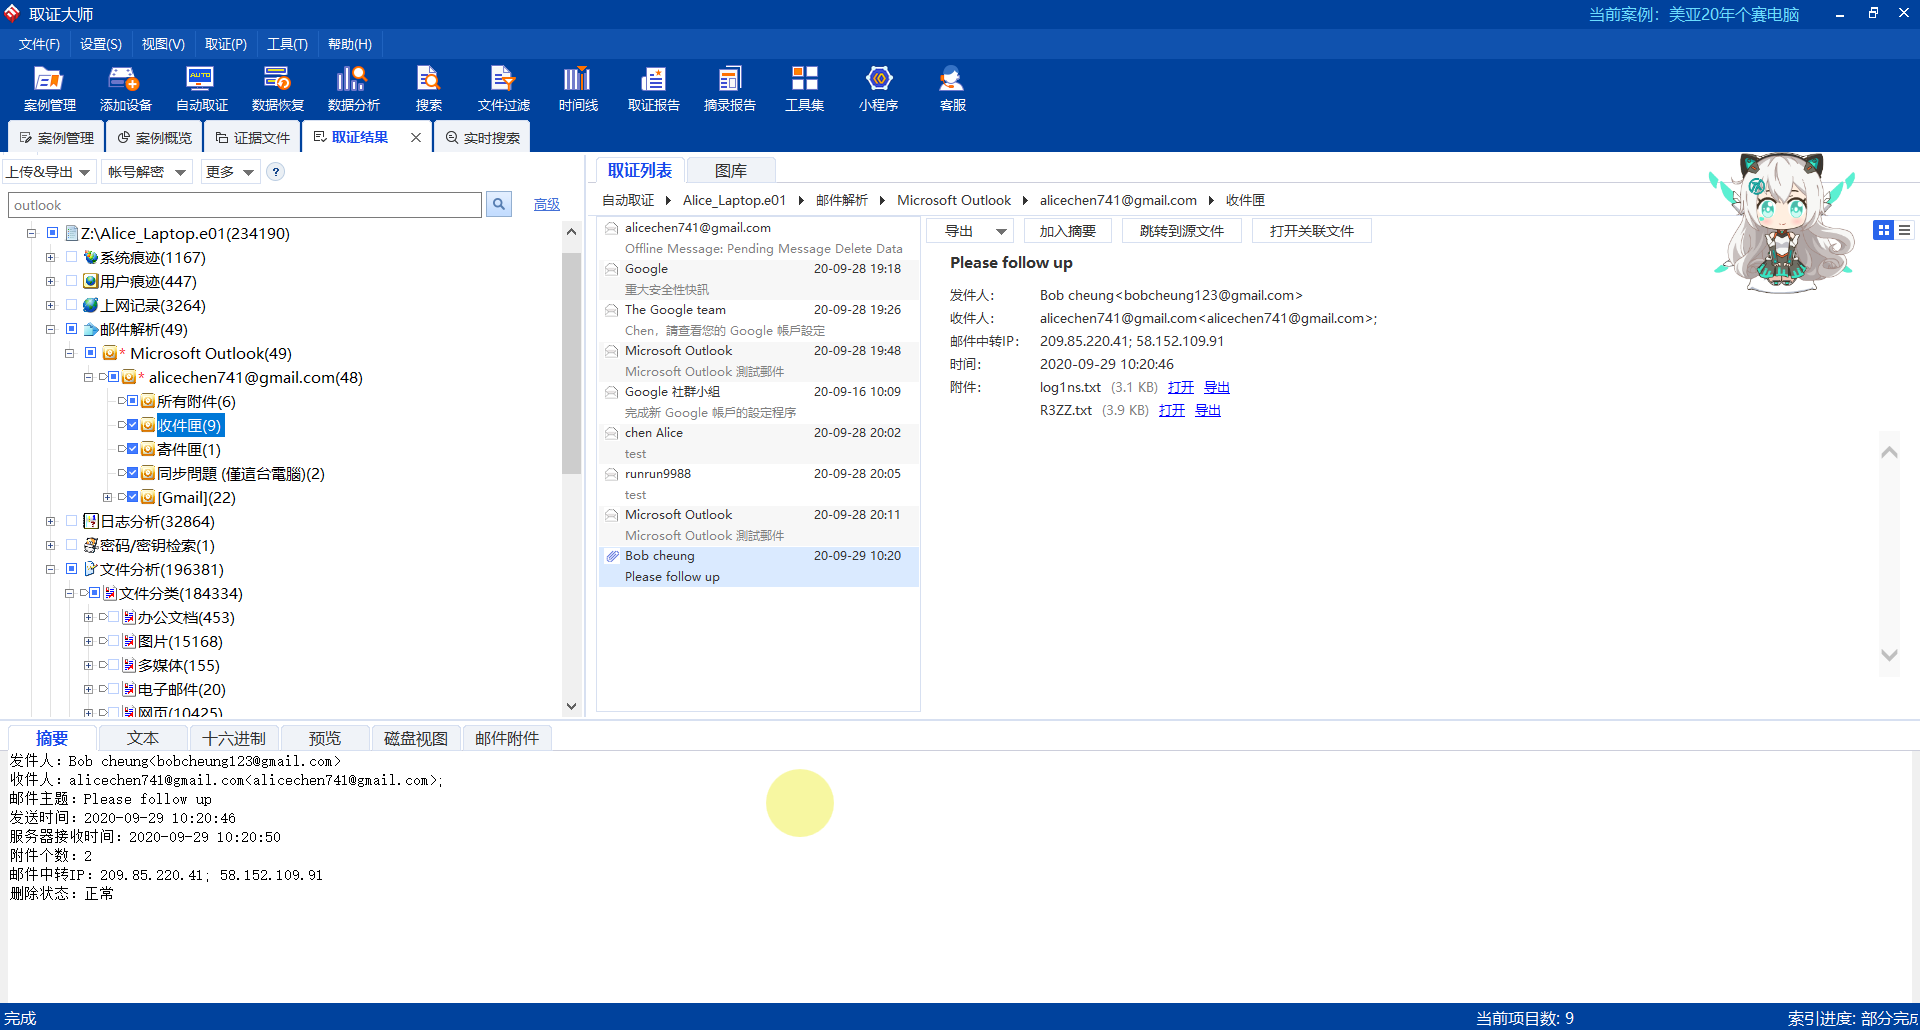 取证大师
当前案例：美亚20年个赛电脑
文件(F) 设置(S) 视图(V) 取证(P) 工具(T) 帮助(H)
案例管理 添加设备 自动取证 数据恢复 数据分析 搜索 文件过滤 时间线 取证报告 摘录报告 工具集 小程序 客服
案例管理 案例概览 证据文件 取证结果 实时搜索
上传&导出 帐号解密 更多 ?
outlook 高级
Z:\Alice_Laptop.e01(234190)
系统痕迹(1167)
用户痕迹(447)
上网记录(3264)
邮件解析(49)
* Microsoft Outlook(49)
* alicechen741@gmail.com(48)
所有附件(6)
收件匣(9)
寄件匣(1)
同步問題 (僅這台電腦)(2)
[Gmail](22)
日志分析(32864)
密码/密钥检索(1)
文件分析(196381)
文件分类(184334)
办公文档(453)
图片(15168)
多媒体(155)
电子邮件(20)
网页(10425)
取证列表 图库
自动取证 Alice_Laptop.e01 邮件解析 Microsoft Outlook alicechen741@gmail.com 收件匣
alicechen741@gmail.com
Offline Message: Pending Message Delete Data
Google 20-09-28 19:18
重大安全性快訊
The Google team 20-09-28 19:26
Chen，請查看您的 Google 帳戶設定
Microsoft Outlook 20-09-28 19:48
Microsoft Outlook 測試郵件
Google 社群小组 20-09-16 10:09
完成新 Google 帳戶的設定程序
chen Alice 20-09-28 20:02
test
runrun9988 20-09-28 20:05
test
Microsoft Outlook 20-09-28 20:11
Microsoft Outlook 測試郵件
Bob cheung 20-09-29 10:20
Please follow up
导出 加入摘要 跳转到源文件 打开关联文件
Please follow up
发件人： Bob cheung<bobcheung123@gmail.com>
收件人： alicechen741@gmail.com<alicechen741@gmail.com>;
邮件中转IP： 209.85.220.41; 58.152.109.91
时间： 2020-09-29 10:20:46
附件： log1ns.txt (3.1 KB) 打开 导出
R3ZZ.txt (3.9 KB) 打开 导出
摘要 文本 十六进制 预览 磁盘视图 邮件附件
发件人：Bob cheung<bobcheung123@gmail.com>
收件人：alicechen741@gmail.com<alicechen741@gmail.com>;
邮件主题：Please follow up
发送时间：2020-09-29 10:20:46
服务器接收时间：2020-09-29 10:20:50
附件个数：2
邮件中转IP：209.85.220.41; 58.152.109.91
删除状态：正常
完成 当前项目数: 9 索引进度: 部分完成